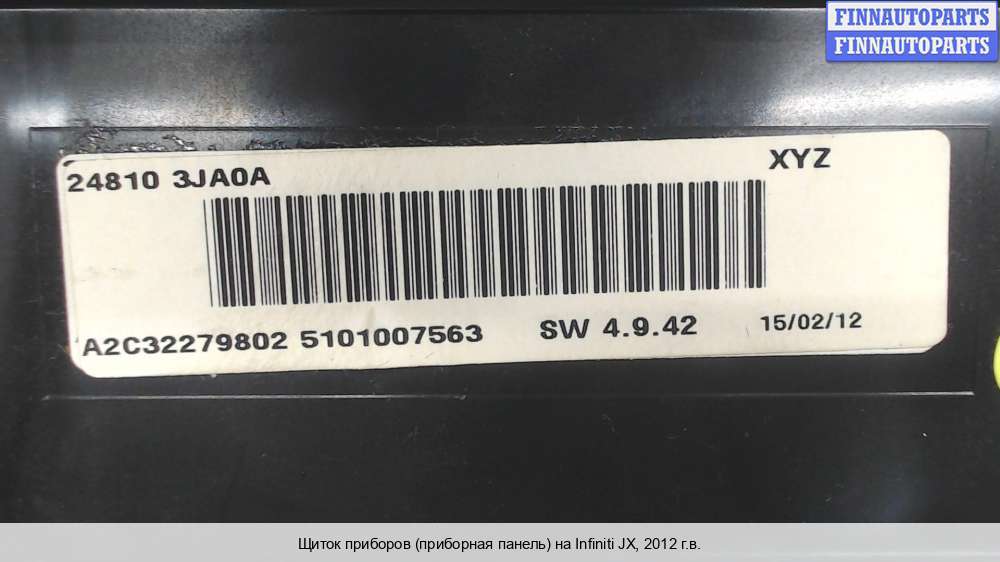 FINNAUTOPARTS
FINNAUTOPARTS
XYZ
24810 3JA0A
A2C32279802 5101007563 SW 4.9.42 15/02/12
Щиток приборов (приборная панель) на Infiniti JX, 2012 г.в.